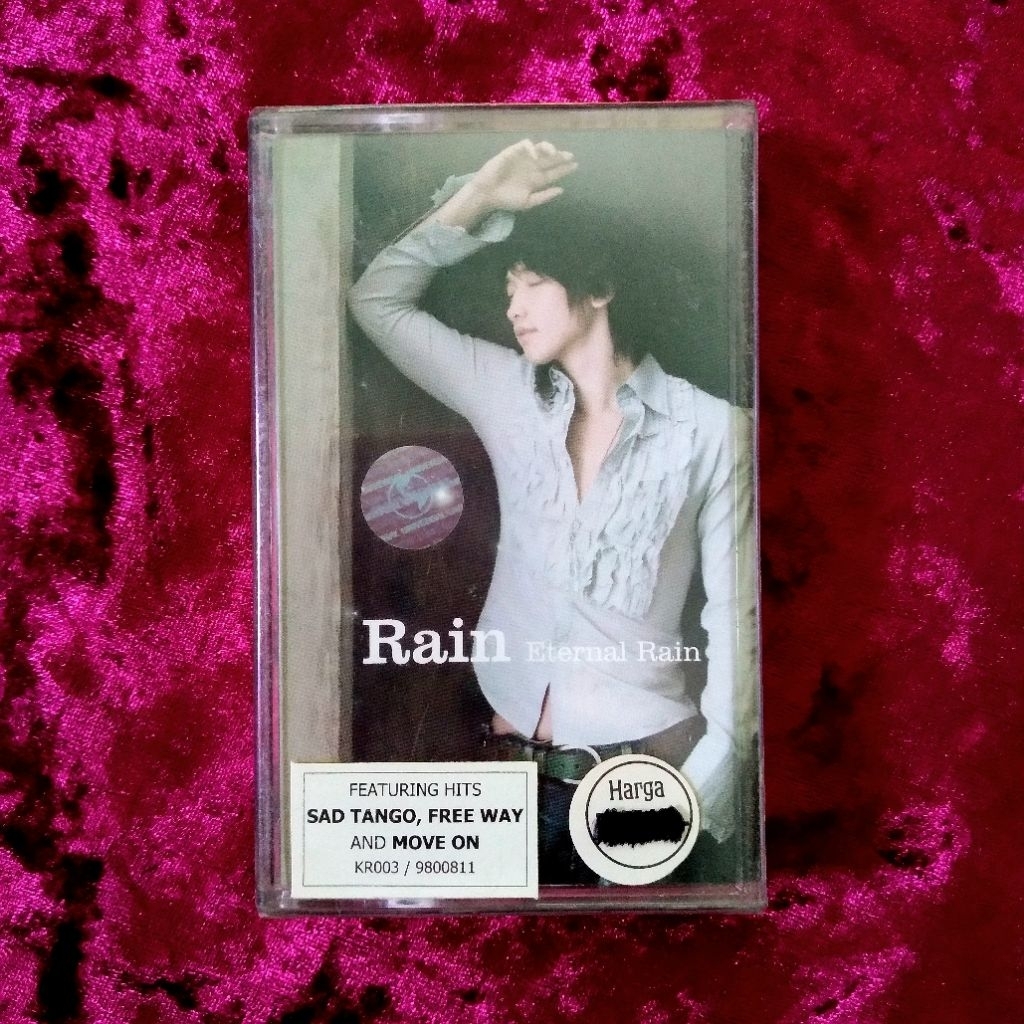 Rain Eternal Rain
FEATURING HITS
SAD TANGO, FREE WAY
AND MOVE ON
KR003 / 9800811
Harga